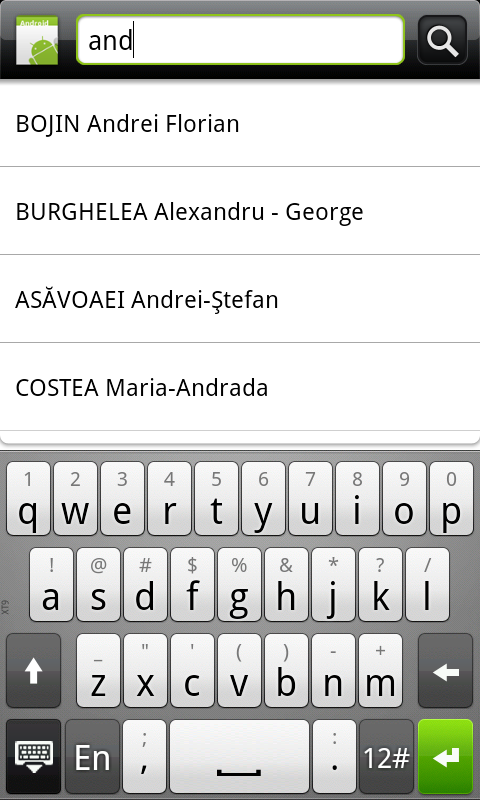 Android
and
BOJIN Andrei Florian
BURGHELEA Alexandru - George
ASĂVOAEI Andrei-Ştefan
COSTEA Maria-Andrada
1 2 3 4 5 6 7 8 9 0
q w e r t y u i o p
! @ # $ % & * ? /
a s d f g h j k l
XT9
_ " ' ( ) - +
z x c v b n m
; :
En , . 12#